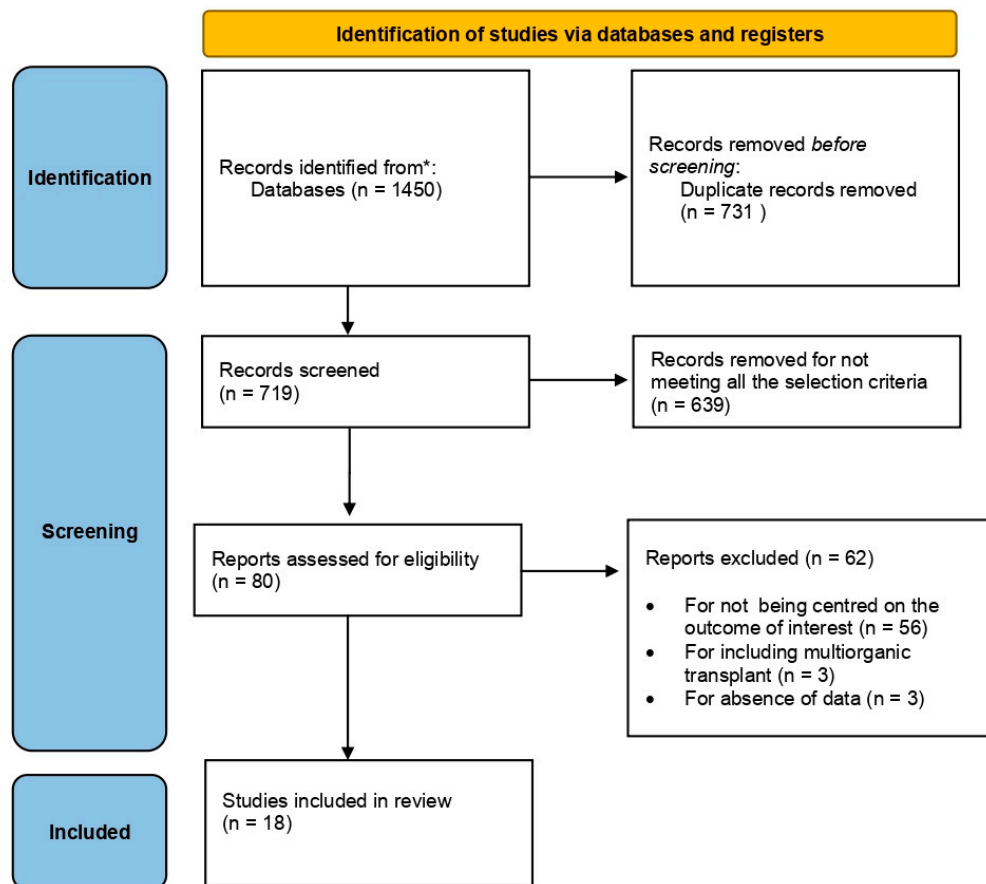 Identification of studies via databases and registers
Identification
Records identified from*:
Databases (n = 1450)
Records removed before
screening:
Duplicate records removed
(n = 731 )
Screening
Records screened
(n = 719)
Records removed for not
meeting all the selection criteria
(n = 639)
Reports assessed for eligibility
(n = 80)
Reports excluded (n = 62)
• For not being centred on the
outcome of interest (n = 56)
• For including multiorganic
transplant (n = 3)
• For absence of data (n = 3)
Included
Studies included in review
(n = 18)